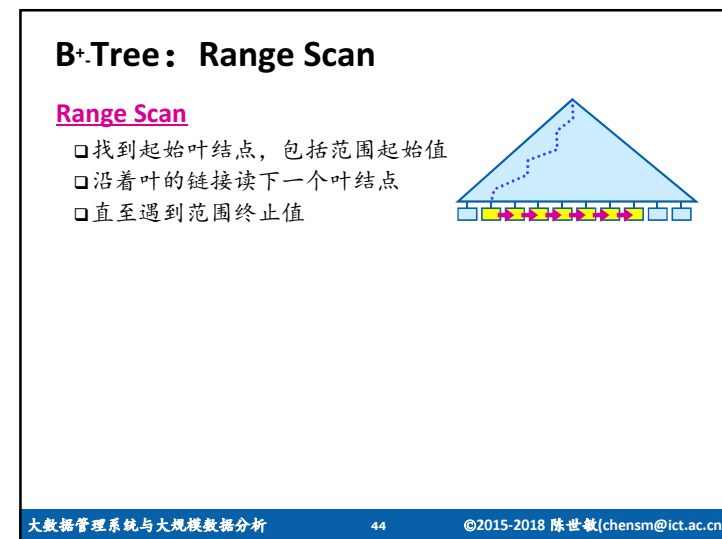 B+-Tree：Range Scan
Range Scan
□找到起始叶结点，包括范围起始值
□沿着叶的链接读下一个叶结点
□直至遇到范围终止值
大数据管理系统与大规模数据分析 44 ©2015-2018 陈世敏(chensm@ict.ac.cn